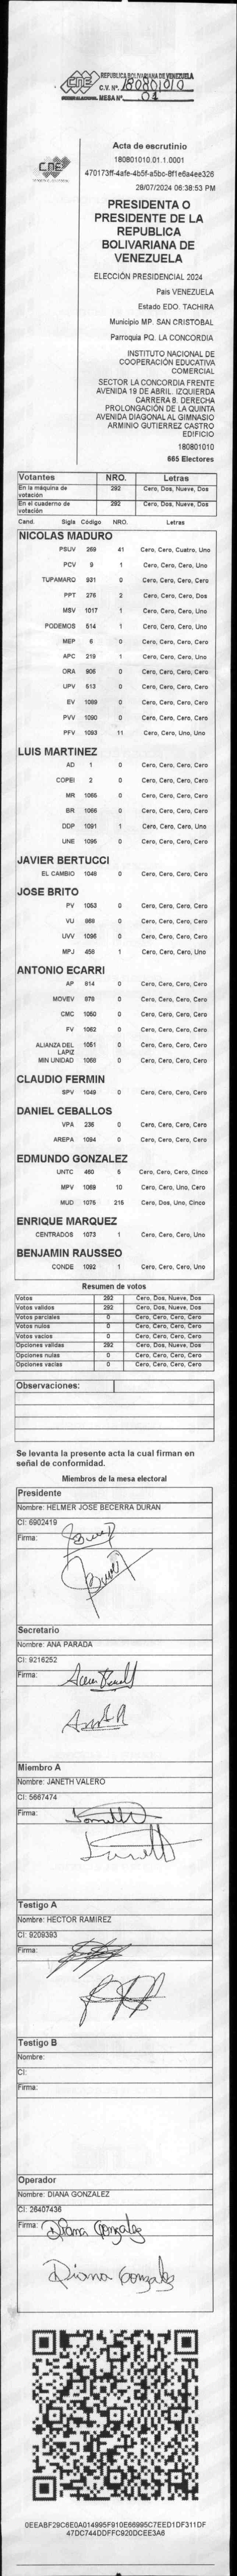 REPUBLICA BOLIVARIANA DE VENEZUELA
CNE
C.V. Nº. 180801010
MESA Nº 04
CNE
Acta de escrutinio
180801010.01.1.0001
470173ff-4afe-4b5f-a5bc-8f1e6a4ee326
28/07/2024 06:38:53 PM
PRESIDENTA O
PRESIDENTE DE LA
REPUBLICA
BOLIVARIANA DE
VENEZUELA
ELECCIÓN PRESIDENCIAL 2024
Pais VENEZUELA
Estado EDO. TACHIRA
Municipio MP. SAN CRISTOBAL
Parroquia PQ. LA CONCORDIA
INSTITUTO NACIONAL DE
COOPERACIÓN EDUCATIVA
COMERCIAL
SECTOR LA CONCORDIA FRENTE
AVENIDA 19 DE ABRIL. IZQUIERDA
CARRERA 8. DERECHA
PROLONGACIÓN DE LA QUINTA
AVENIDA DIAGONAL AL GIMNASIO
ARMINIO GUTIERREZ CASTRO
EDIFICIO
180801010
665 Electores
Votantes NRO. Letras
En la máquina de votación 292 Cero, Dos, Nueve, Dos
En el cuaderno de votación 292 Cero, Dos, Nueve, Dos
Cand. Sigla Código NRO. Letras
NICOLAS MADURO
PSUV 269 41 Cero, Cero, Cuatro, Uno
PCV 9 1 Cero, Cero, Cero, Uno
TUPAMARO 931 0 Cero, Cero, Cero, Cero
PPT 276 2 Cero, Cero, Cero, Dos
MSV 1017 1 Cero, Cero, Cero, Uno
PODEMOS 514 1 Cero, Cero, Cero, Uno
MEP 6 0 Cero, Cero, Cero, Cero
APC 219 1 Cero, Cero, Cero, Uno
ORA 906 0 Cero, Cero, Cero, Cero
UPV 613 0 Cero, Cero, Cero, Cero
EV 1089 0 Cero, Cero, Cero, Cero
PVV 1090 0 Cero, Cero, Cero, Cero
PFV 1093 11 Cero, Cero, Uno, Uno
LUIS MARTINEZ
AD 1 0 Cero, Cero, Cero, Cero
COPEI 2 0 Cero, Cero, Cero, Cero
MR 1065 0 Cero, Cero, Cero, Cero
BR 1066 0 Cero, Cero, Cero, Cero
DDP 1091 1 Cero, Cero, Cero, Uno
UNE 1095 0 Cero, Cero, Cero, Cero
JAVIER BERTUCCI
EL CAMBIO 1048 0 Cero, Cero, Cero, Cero
JOSE BRITO
PV 1053 0 Cero, Cero, Cero, Cero
VU 868 0 Cero, Cero, Cero, Cero
UVV 1096 0 Cero, Cero, Cero, Cero
MPJ 458 1 Cero, Cero, Cero, Uno
ANTONIO ECARRI
AP 914 0 Cero, Cero, Cero, Cero
MOVEV 878 0 Cero, Cero, Cero, Cero
CMC 1050 0 Cero, Cero, Cero, Cero
FV 1062 0 Cero, Cero, Cero, Cero
ALIANZA DEL LAPIZ 1051 0 Cero, Cero, Cero, Cero
MIN UNIDAD 1058 0 Cero, Cero, Cero, Cero
CLAUDIO FERMIN
SPV 1049 0 Cero, Cero, Cero, Cero
DANIEL CEBALLOS
VPA 236 0 Cero, Cero, Cero, Cero
AREPA 1094 0 Cero, Cero, Cero, Cero
EDMUNDO GONZALEZ
UNTC 460 5 Cero, Cero, Cero, Cinco
MPV 1069 10 Cero, Cero, Uno, Cero
MUD 1075 215 Cero, Dos, Uno, Cinco
ENRIQUE MARQUEZ
CENTRADOS 1073 1 Cero, Cero, Cero, Uno
BENJAMIN RAUSSEO
CONDE 1092 1 Cero, Cero, Cero, Uno
Resumen de votos
Votos 292 Cero, Dos, Nueve, Dos
Votos validos 292 Cero, Dos, Nueve, Dos
Votos parciales 0 Cero, Cero, Cero, Cero
Votos nulos 0 Cero, Cero, Cero, Cero
Votos vacios 0 Cero, Cero, Cero, Cero
Opciones validas 292 Cero, Dos, Nueve, Dos
Opciones nulas 0 Cero, Cero, Cero, Cero
Opciones vacias 0 Cero, Cero, Cero, Cero
Observaciones:
Se levanta la presente acta la cual firman en
señal de conformidad.
Miembros de la mesa electoral
Presidente
Nombre: HELMER JOSE BECERRA DURAN
CI: 6902419
Firma:
Secretario
Nombre: ANA PARADA
CI: 9216252
Firma:
Miembro A
Nombre: JANETH VALERO
CI: 5667474
Firma:
Testigo A
Nombre: HECTOR RAMIREZ
CI: 9209393
Firma:
Testigo B
Nombre:
CI:
Firma:
Operador
Nombre: DIANA GONZALEZ
CI: 26407436
Firma: Diana Gonzalez
Diana Gonzalez
0EEABF29C6E0A014995F910E66995C7EED1DF311DF
47DC744DDFFC920DCEE3A6